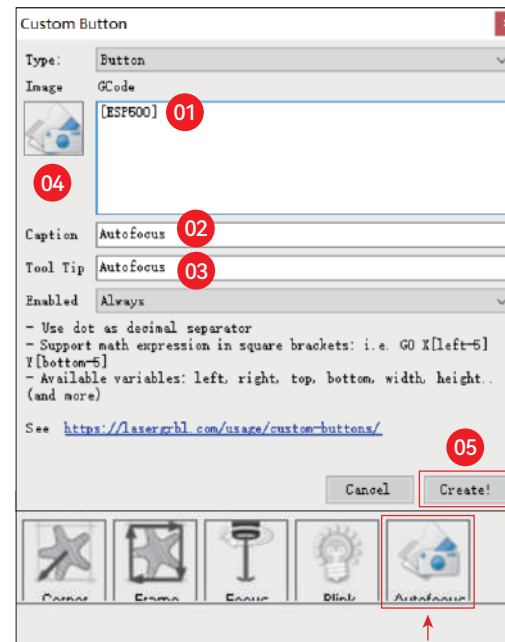 Custom Button
Type: Button
Image GCode
[ESP500] 01
04
Caption Autofocus 02
Tool Tip Autofocus 03
Enabled Always
- Use dot as decimal separator
- Support math expression in square brackets: i.e. G0 X[left-5]
Y[bottom-5]
- Available variables: left, right, top, bottom, width, height..
(and more)
See https://lasergrbl.com/usage/custom-buttons/
05
Cancel Create!
Corner Frame Focus Blink Autofocus